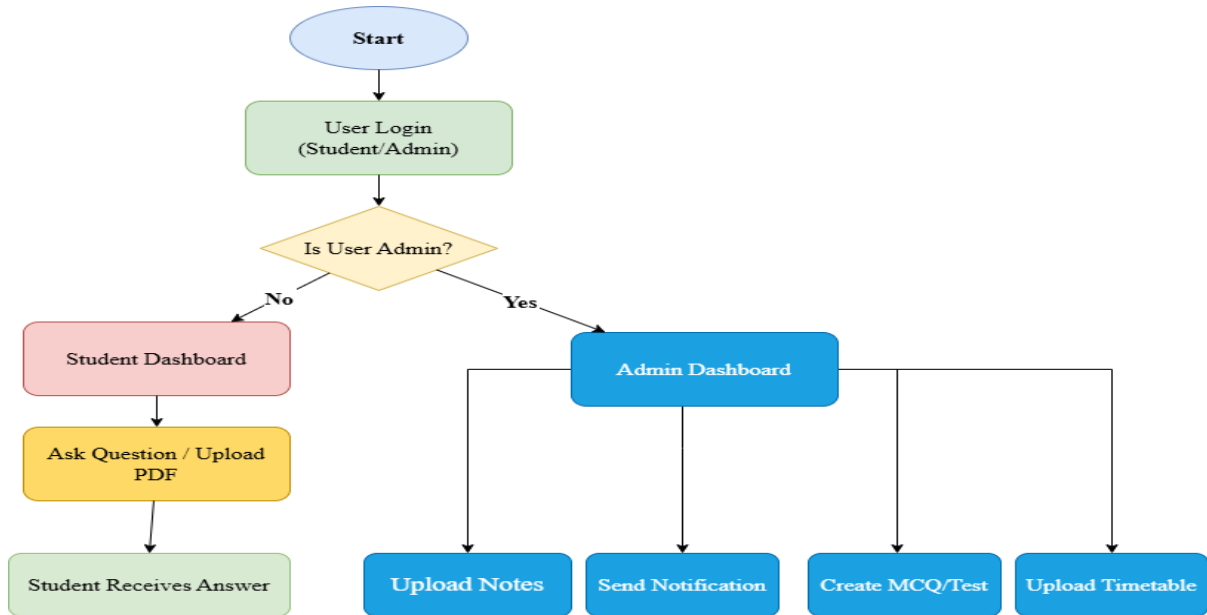 Start
User Login
(Student/Admin)
Is User Admin?
No
Yes
Student Dashboard
Admin Dashboard
Ask Question / Upload
PDF
Student Receives Answer
Upload Notes
Send Notification
Create MCQ/Test
Upload Timetable